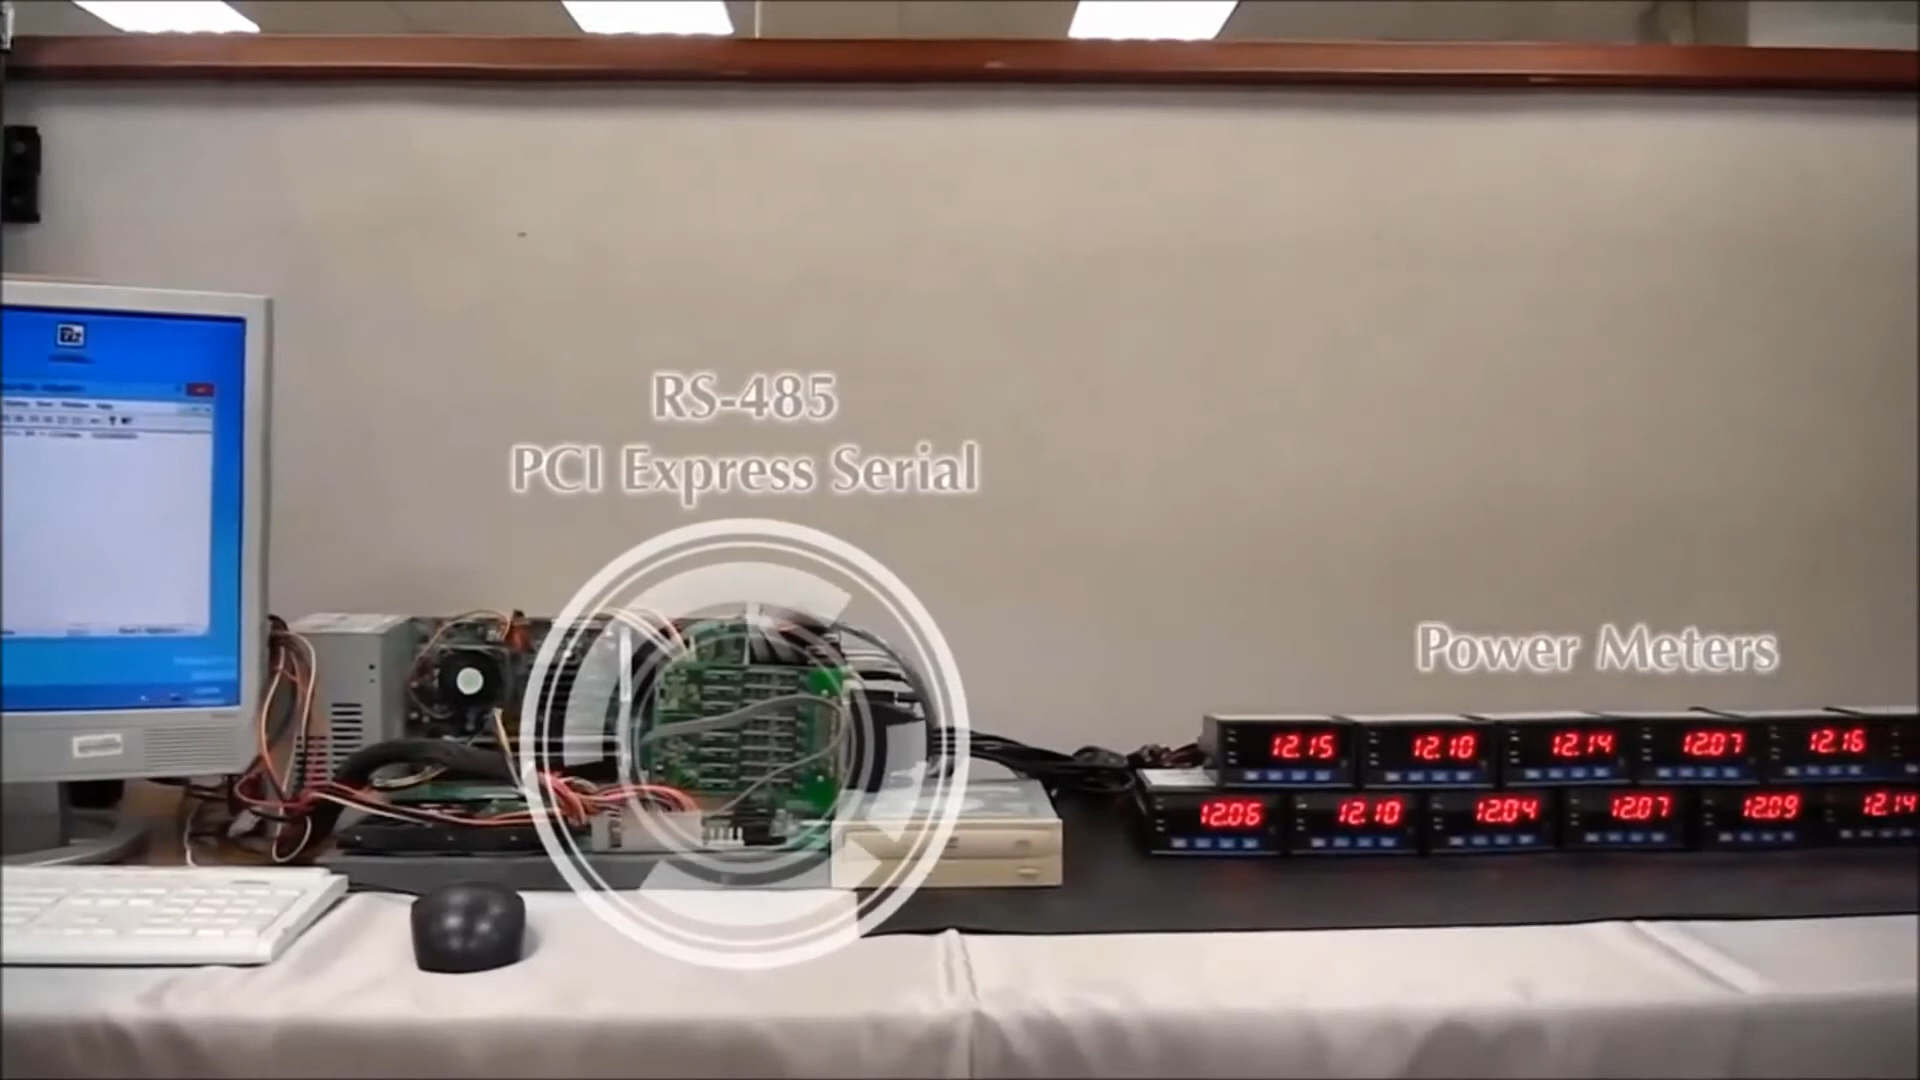 RS-485
PCI Express Serial
Power Meters
12.15 12.10 12.14 12.07 12.16
12.06 12.10 12.04 12.07 12.09 12.14